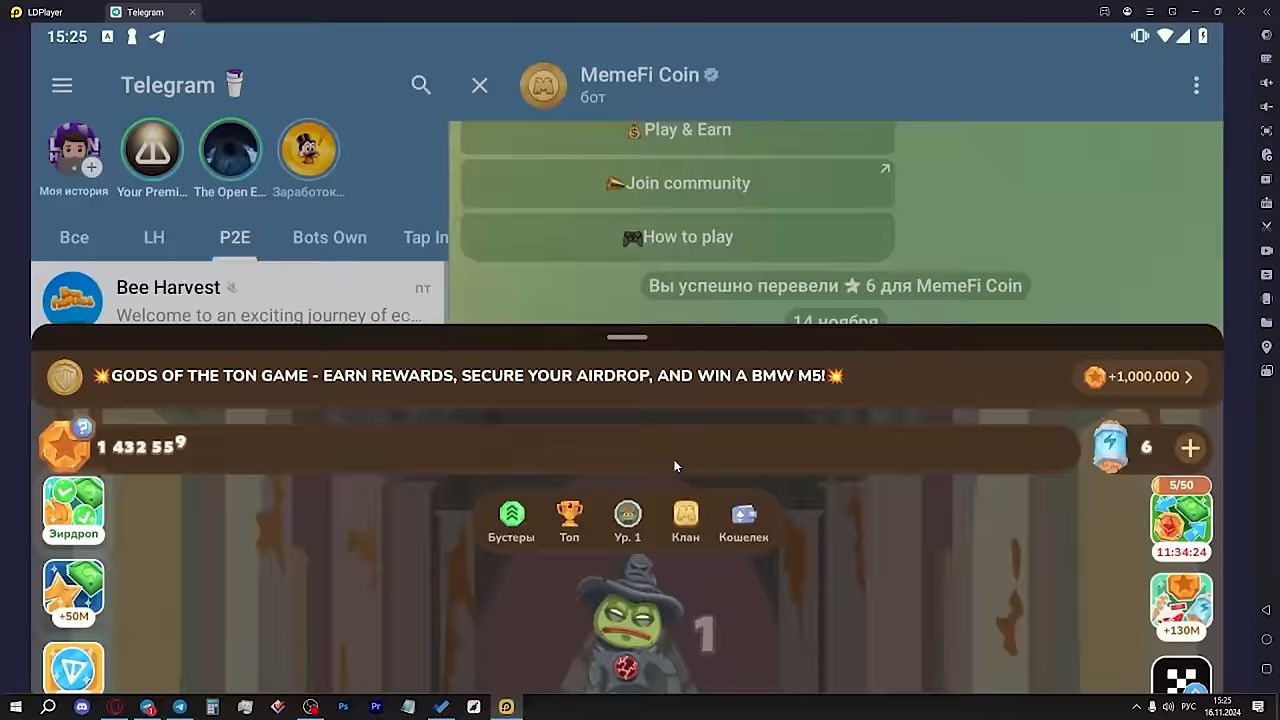 LDPlayer
Telegram
15:25
Telegram
MemeFi Coin
бот
Моя история
Your Premi...
The Open E...
Заработок...
Все
LH
P2E
Bots Own
Tap In
Bee Harvest
пт
Welcome to an exciting journey of ec...
Play & Earn
Join community
How to play
Вы успешно перевели ⭐ 6 для MemeFi Coin
14 ноября
💥GODS OF THE TON GAME - EARN REWARDS, SECURE YOUR AIRDROP, AND WIN A BMW M5!💥
+1,000,000
1 432 559
6
Эирдроп
Бустеры
Топ
Ур. 1
Клан
Кошелек
5/50
11:34:24
+50M
+130M
1
15:25
РУС
16.11.2024